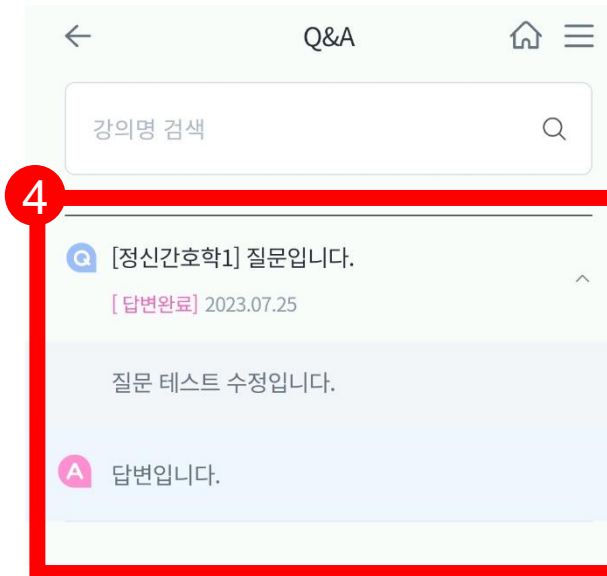 Q&A
강의명 검색
4
Q [정신간호학1] 질문입니다.
[답변완료] 2023.07.25
질문 테스트 수정입니다.
A 답변입니다.